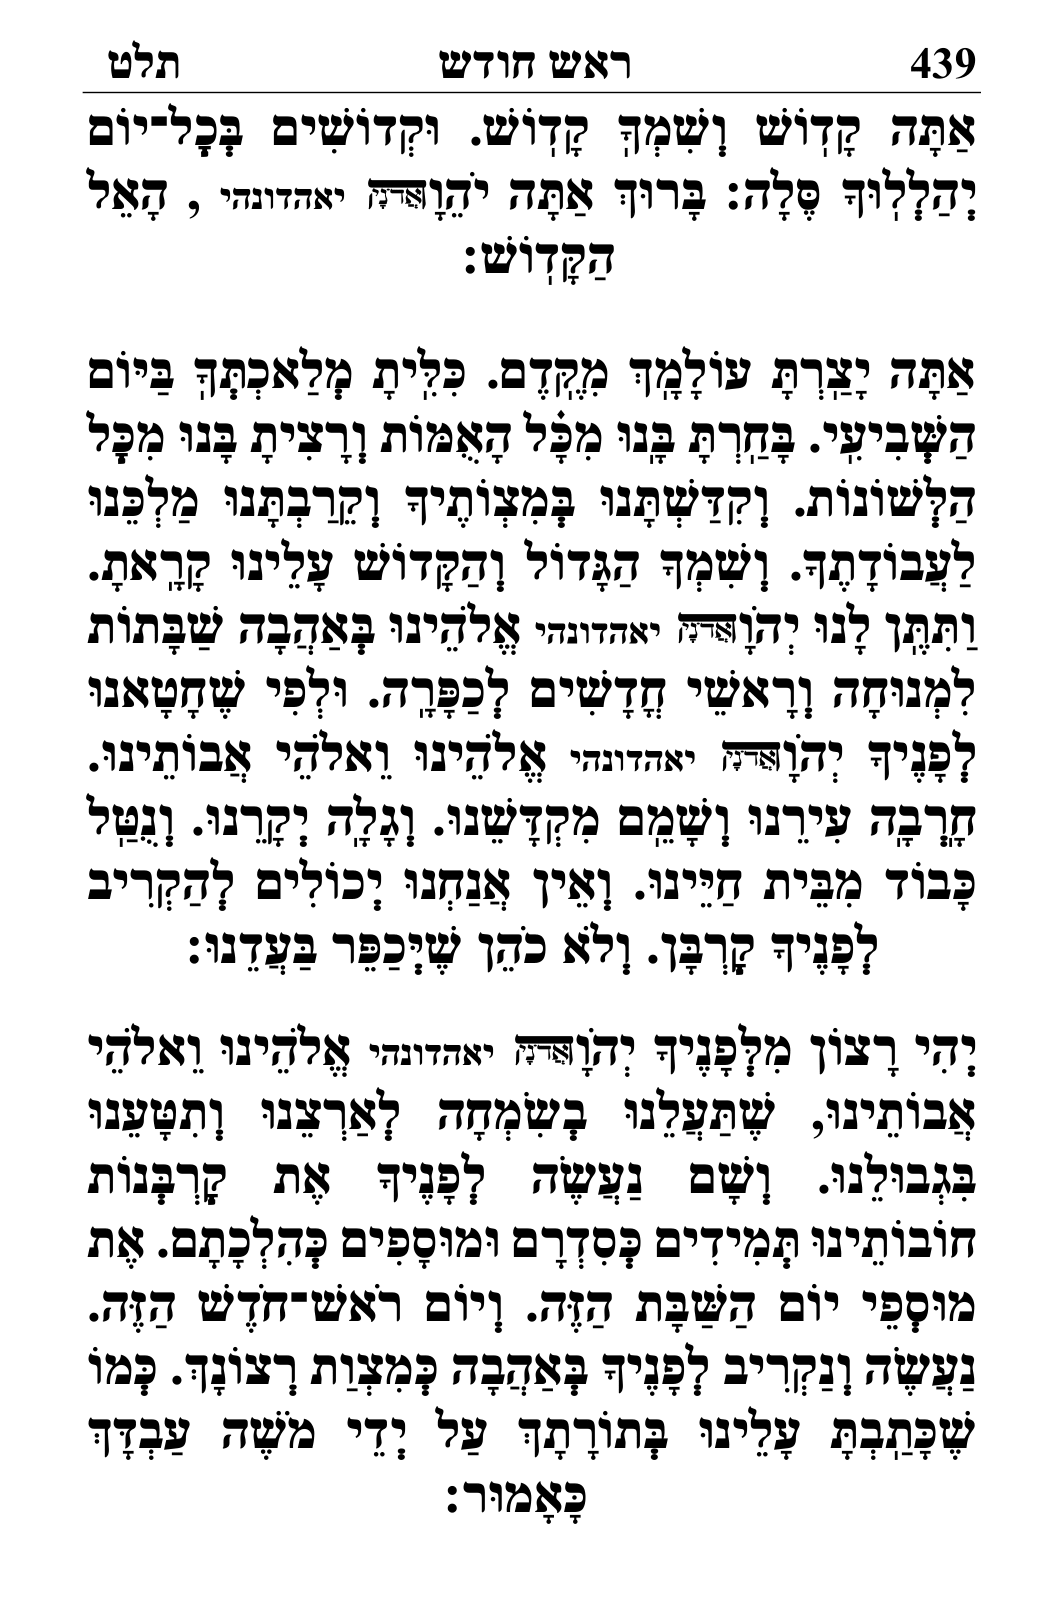 439 ראש חודש תלט
אַתָּה קָדוֹשׁ וְשִׁמְךָ קָדוֹשׁ. וּקְדוֹשִׁים בְּכׇל־יוֹם
יְהַלְלוּךָ סֶּלָה: בָּרוּךְ אַתָּה יֹהֵוָהאֲדֹנָי יאהדונהי , הָאֵל
הַקָּדוֹשׁ:
אַתָּה יָצַרְתָּ עוֹלָמְךָ מִקֶּדֶם. כִּלִּיתָ מְלַאכְתְּךָ בַּיּוֹם
הַשְּׁבִיעִי. בָּחַרְתָּ בָּנוּ מִכׇּל הָאֻמּוֹת וְרָצִיתָ בָּנוּ מִכׇּל
הַלְּשׁוֹנוֹת. וְקִדַּשְׁתָּנוּ בְּמִצְוֹתֶיךָ וְקֵרַבְתָּנוּ מַלְכֵּנוּ
לַעֲבוֹדָתֶךָ. וְשִׁמְךָ הַגָּדוֹל וְהַקָּדוֹשׁ עָלֵינוּ קָרָאתָ.
וַתִּתֶּן לָנוּ יְהֹוָהאֲדֹנָי יאהדונהי אֱלֹהֵינוּ בְּאַהֲבָה שַׁבָּתוֹת
לִמְנוּחָה וְרָאשֵׁי חֳדָשִׁים לְכַפָּרָה. וּלְפִי שֶׁחָטָאנוּ
לְפָנֶיךָ יְהֹוָהאֲדֹנָי יאהדונהי אֱלֹהֵינוּ וֵאלֹהֵי אֲבוֹתֵינוּ.
חָרְבָה עִירֵנוּ וְשָׁמֵם מִקְדָּשֵׁנוּ. וְגָלָה יְקָרֵנוּ. וְנֻטַּל
כָּבוֹד מִבֵּית חַיֵּינוּ. וְאֵין אֲנַחְנוּ יְכוֹלִים לְהַקְרִיב
לְפָנֶיךָ קׇרְבָּן. וְלֹא כֹהֵן שֶׁיְּכַפֵּר בַּעֲדֵנוּ:
יְהִי רָצוֹן מִלְּפָנֶיךָ יְהֹוָהאֲדֹנָי יאהדונהי אֱלֹהֵינוּ וֵאלֹהֵי
אֲבוֹתֵינוּ, שֶׁתַּעֲלֵנוּ בְשִׂמְחָה לְאַרְצֵנוּ וְתִטָּעֵנוּ
בִּגְבוּלֵנוּ. וְשָׁם נַעֲשֶׂה לְפָנֶיךָ אֶת קׇרְבְּנוֹת
חוֹבוֹתֵינוּ תְּמִידִים כְּסִדְרָם וּמוּסָפִים כְּהִלְכָתָם. אֶת
מוּסְפֵי יוֹם הַשַּׁבָּת הַזֶּה. וְיוֹם רֹאשׁ־חֹדֶשׁ הַזֶּה.
נַעֲשֶׂה וְנַקְרִיב לְפָנֶיךָ בְּאַהֲבָה כְּמִצְוַת רְצוֹנָךְ. כְּמוֹ
שֶׁכָּתַבְתָּ עָלֵינוּ בְּתוֹרָתָךְ עַל יְדֵי מֹשֶׁה עַבְדָּךְ
כָּאָמוּר: